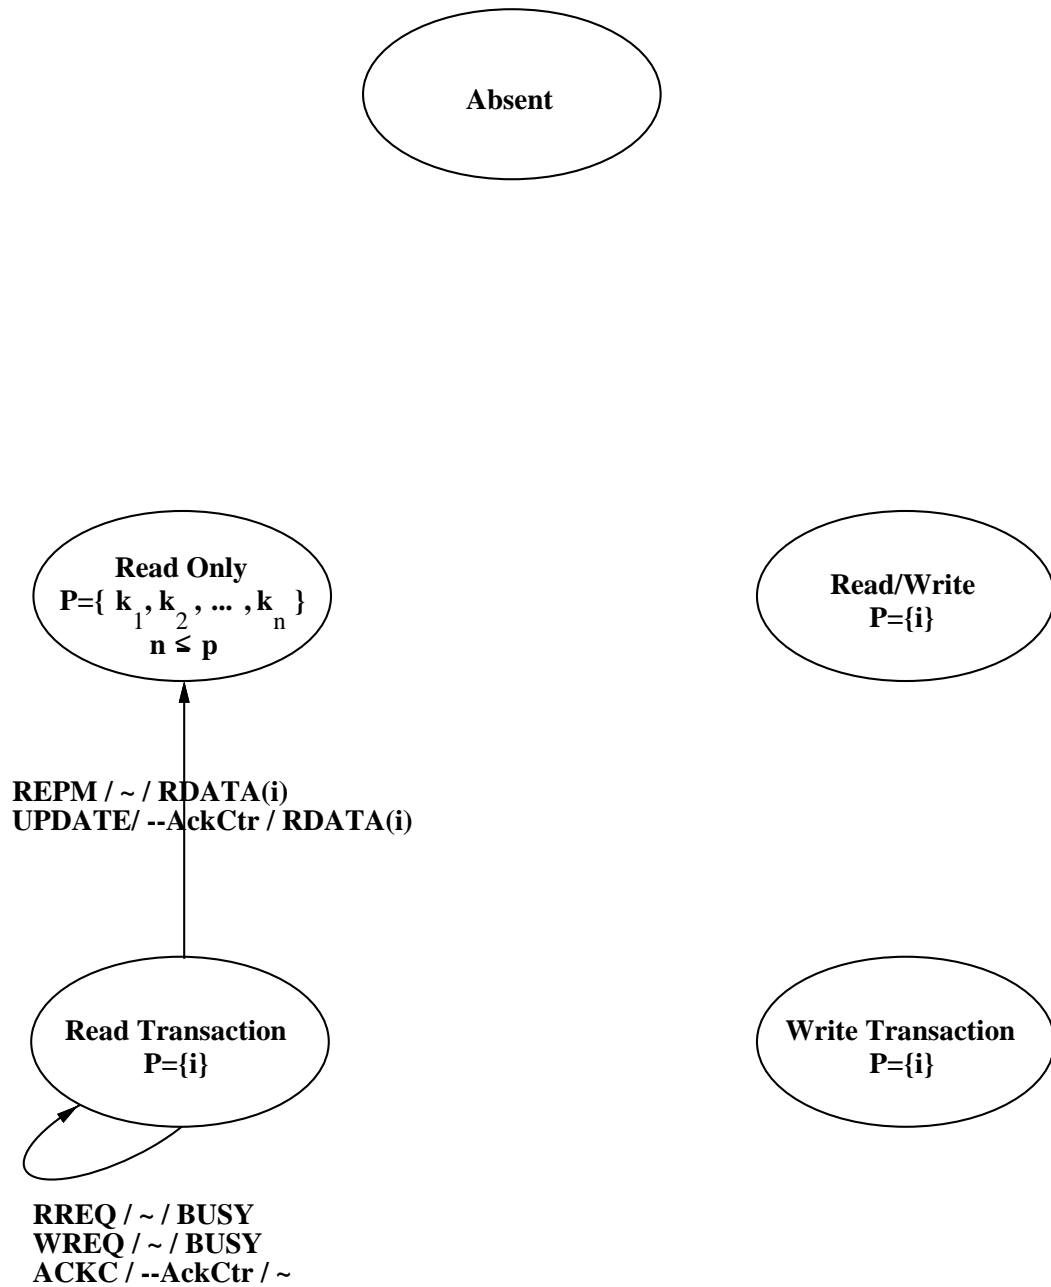 Absent
Read Only
P={ k1, k2 , ... , kn }
n ≤ p
Read/Write
P={i}
REPM / ~ / RDATA(i)
UPDATE/ --AckCtr / RDATA(i)
Read Transaction
P={i}
Write Transaction
P={i}
RREQ / ~ / BUSY
WREQ / ~ / BUSY
ACKC / --AckCtr / ~